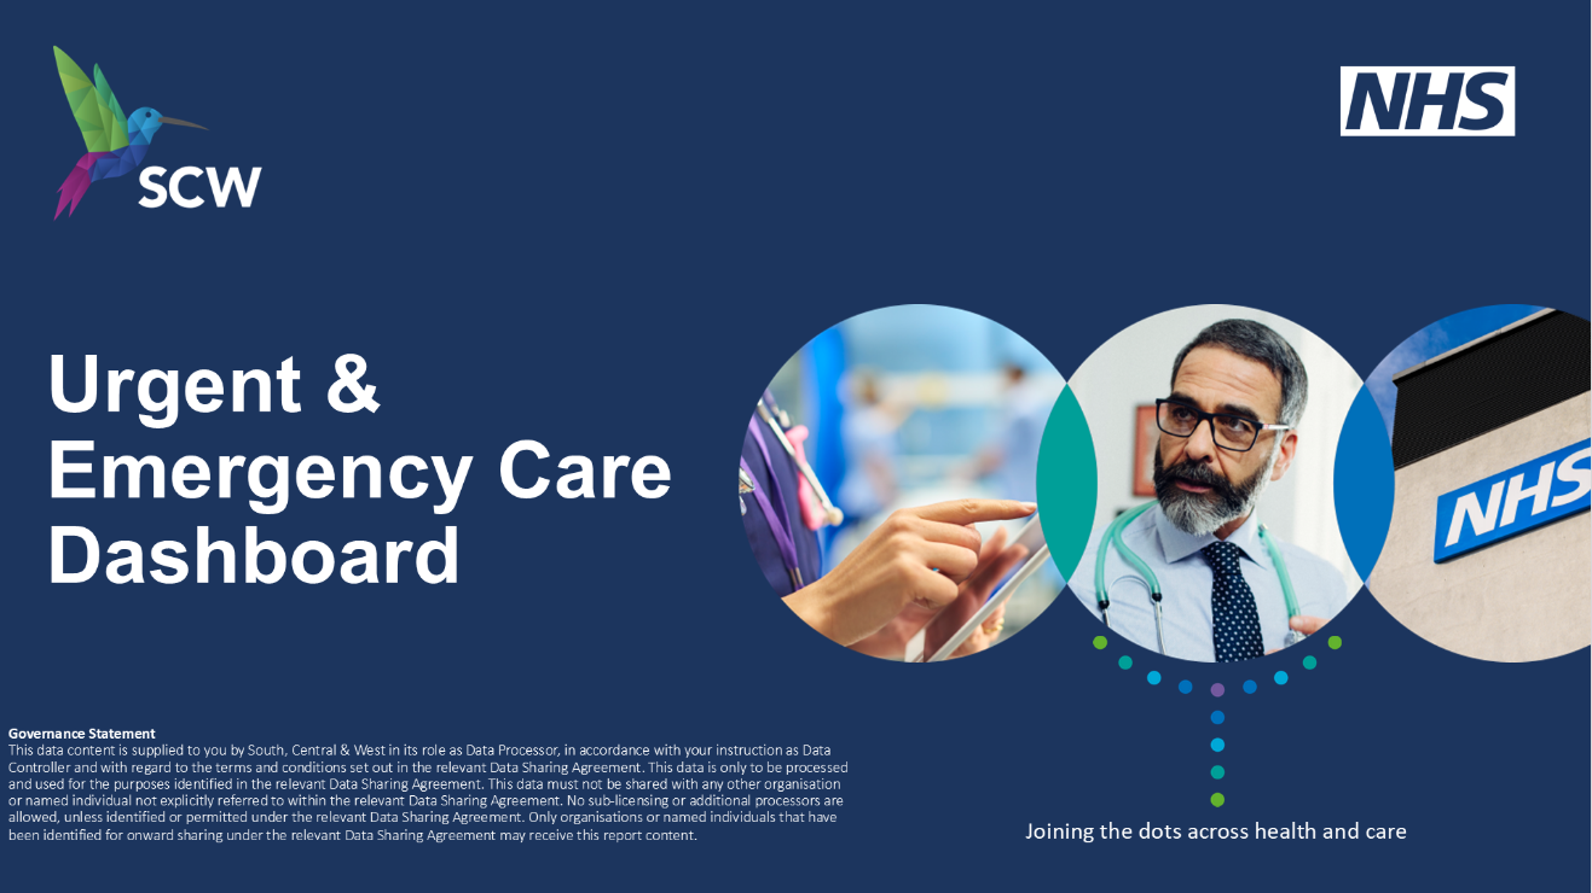 SCW
NHS
Urgent &
Emergency Care
Dashboard
NHS
Governance Statement
This data content is supplied to you by South, Central & West in its role as Data Processor, in accordance with your instruction as Data
Controller and with regard to the terms and conditions set out in the relevant Data Sharing Agreement. This data is only to be processed
and used for the purposes identified in the relevant Data Sharing Agreement. This data must not be shared with any other organisation
or named individual not explicitly referred to within the relevant Data Sharing Agreement. No sub-licensing or additional processors are
allowed, unless identified or permitted under the relevant Data Sharing Agreement. Only organisations or named individuals that have
been identified for onward sharing under the relevant Data Sharing Agreement may receive this report content.
Joining the dots across health and care